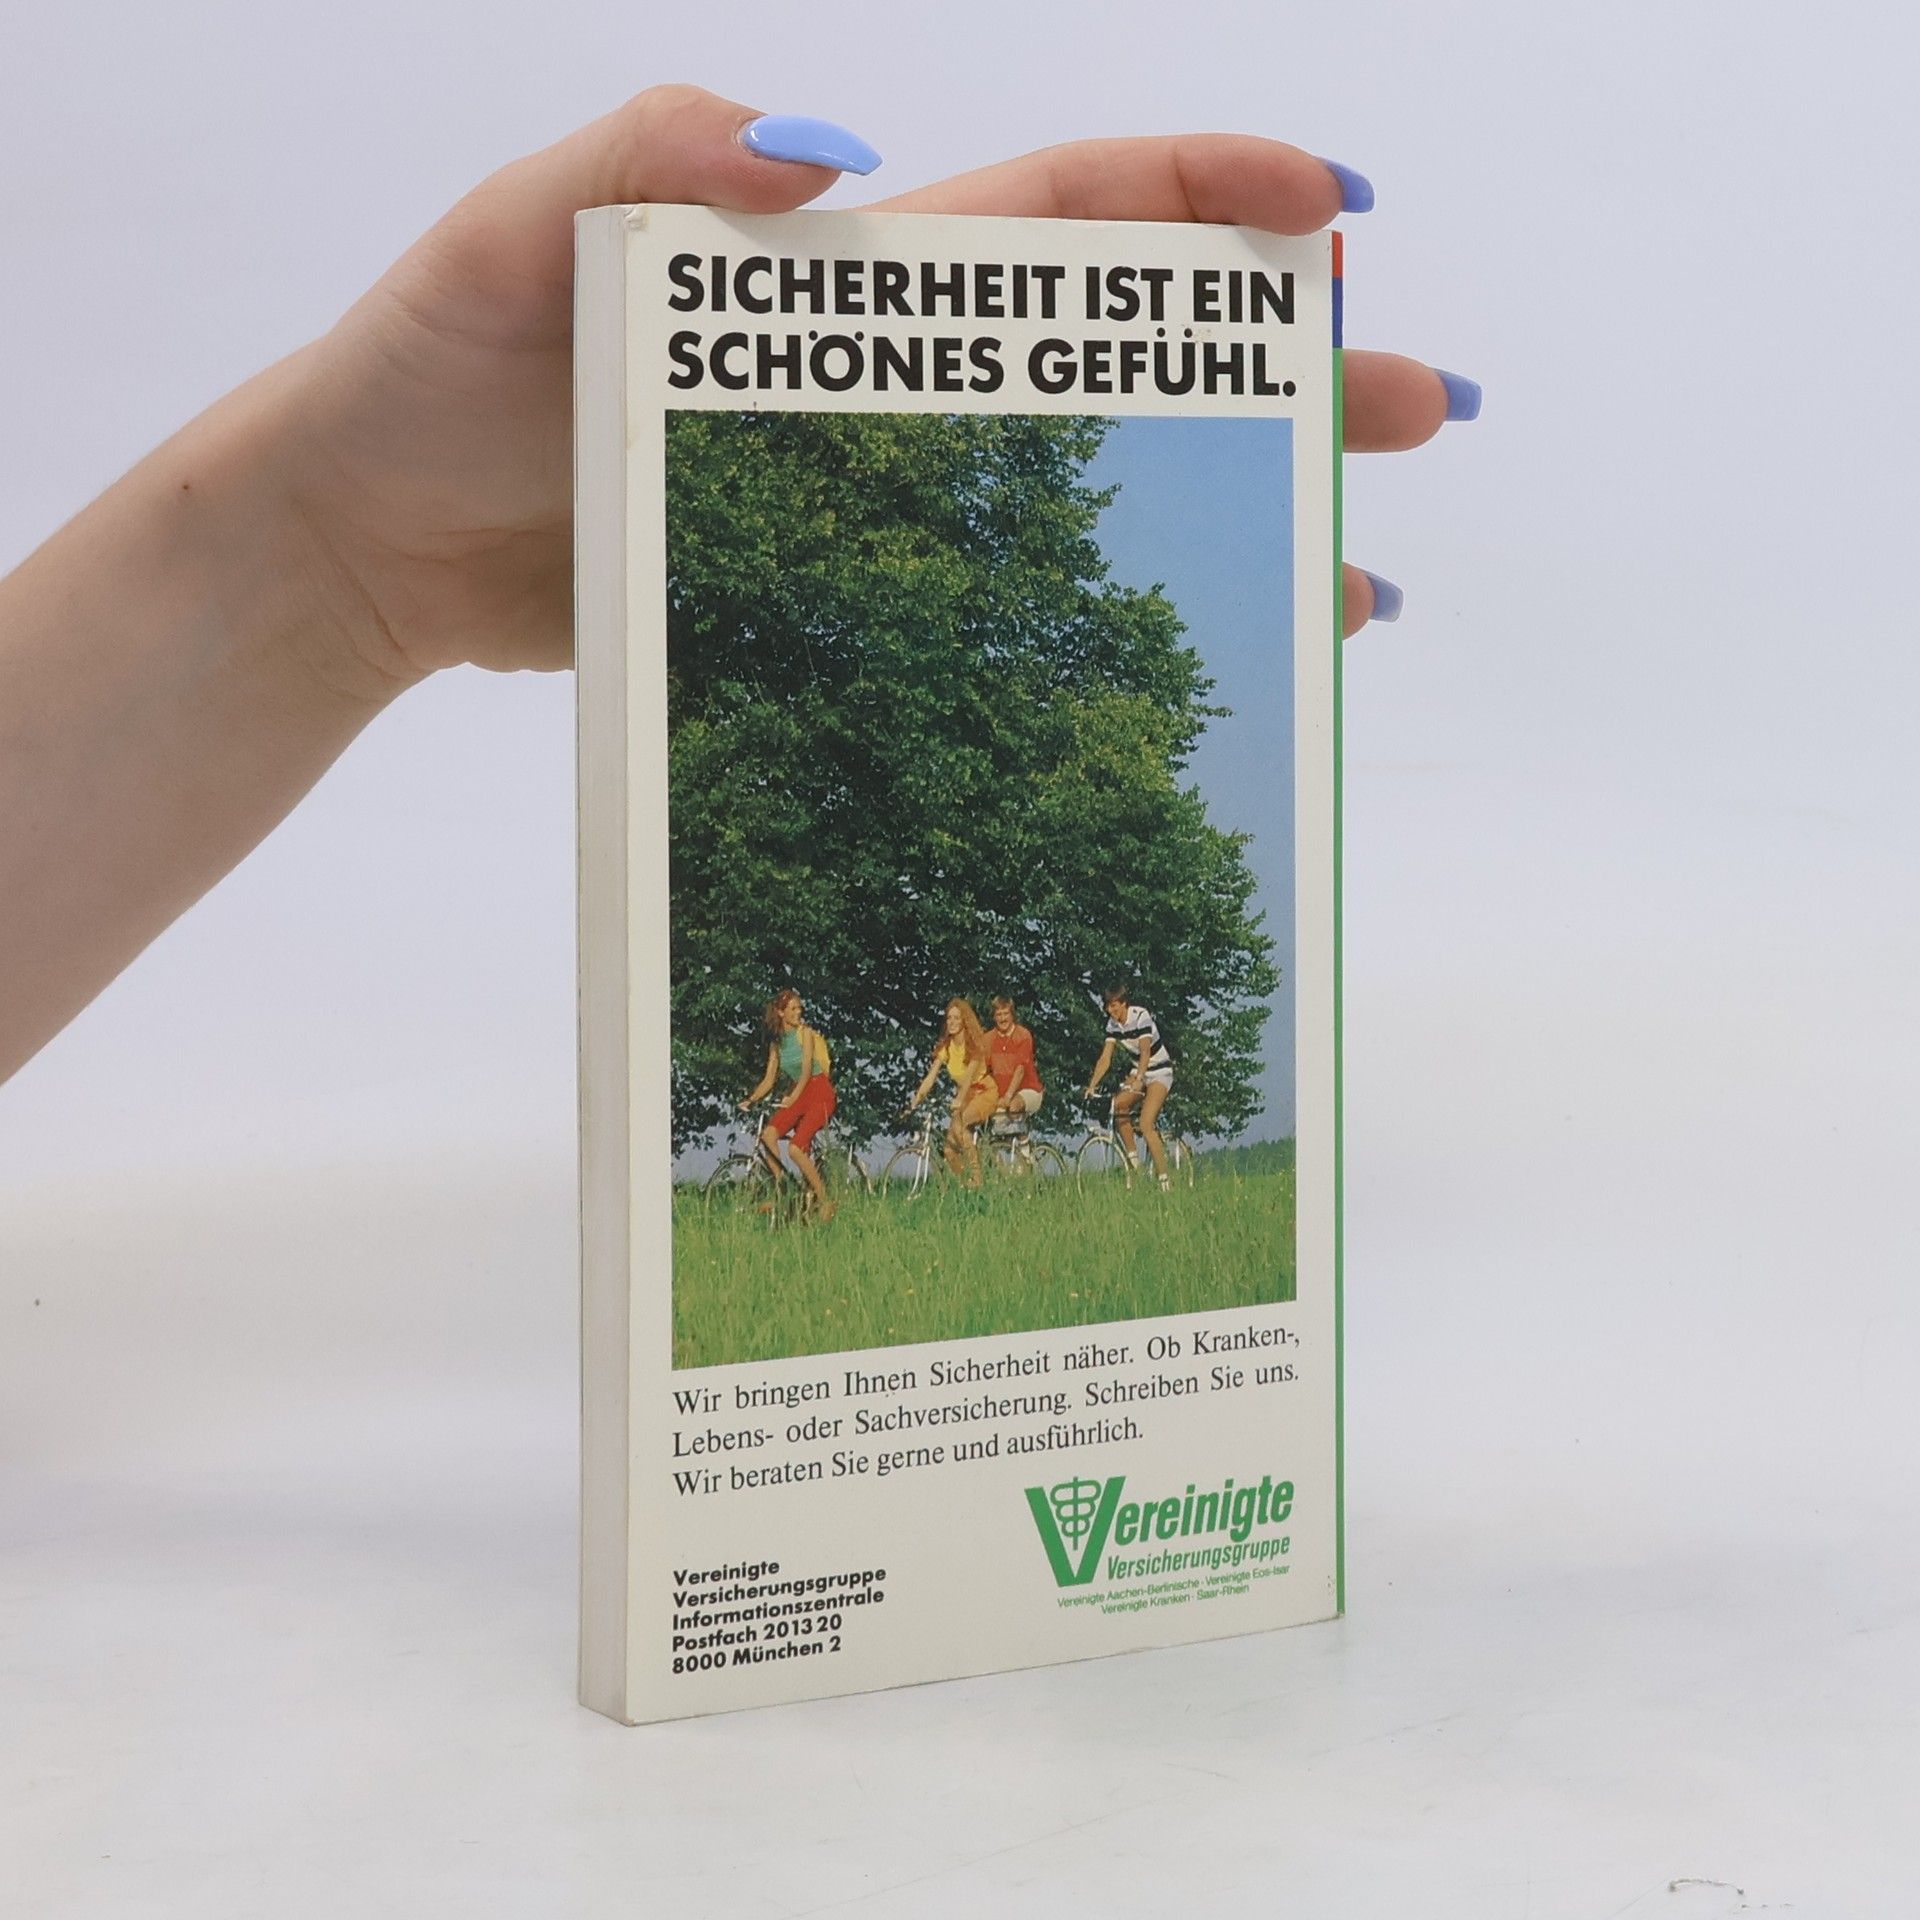 SICHERHEIT IST EIN
SCHÖNES GEFÜHL.
Wir bringen Ihnen Sicherheit näher. Ob Kranken-,
Lebens- oder Sachversicherung. Schreiben Sie uns.
Wir beraten Sie gerne und ausführlich.
Vereinigte
Versicherungsgruppe
Vereinigte Aachen-Berlinische · Vereinigte Eos-Isar
Vereinigte Kranken · Saar-Rhein
Vereinigte
Versicherungsgruppe
Informationszentrale
Postfach 2013 20
8000 München 2